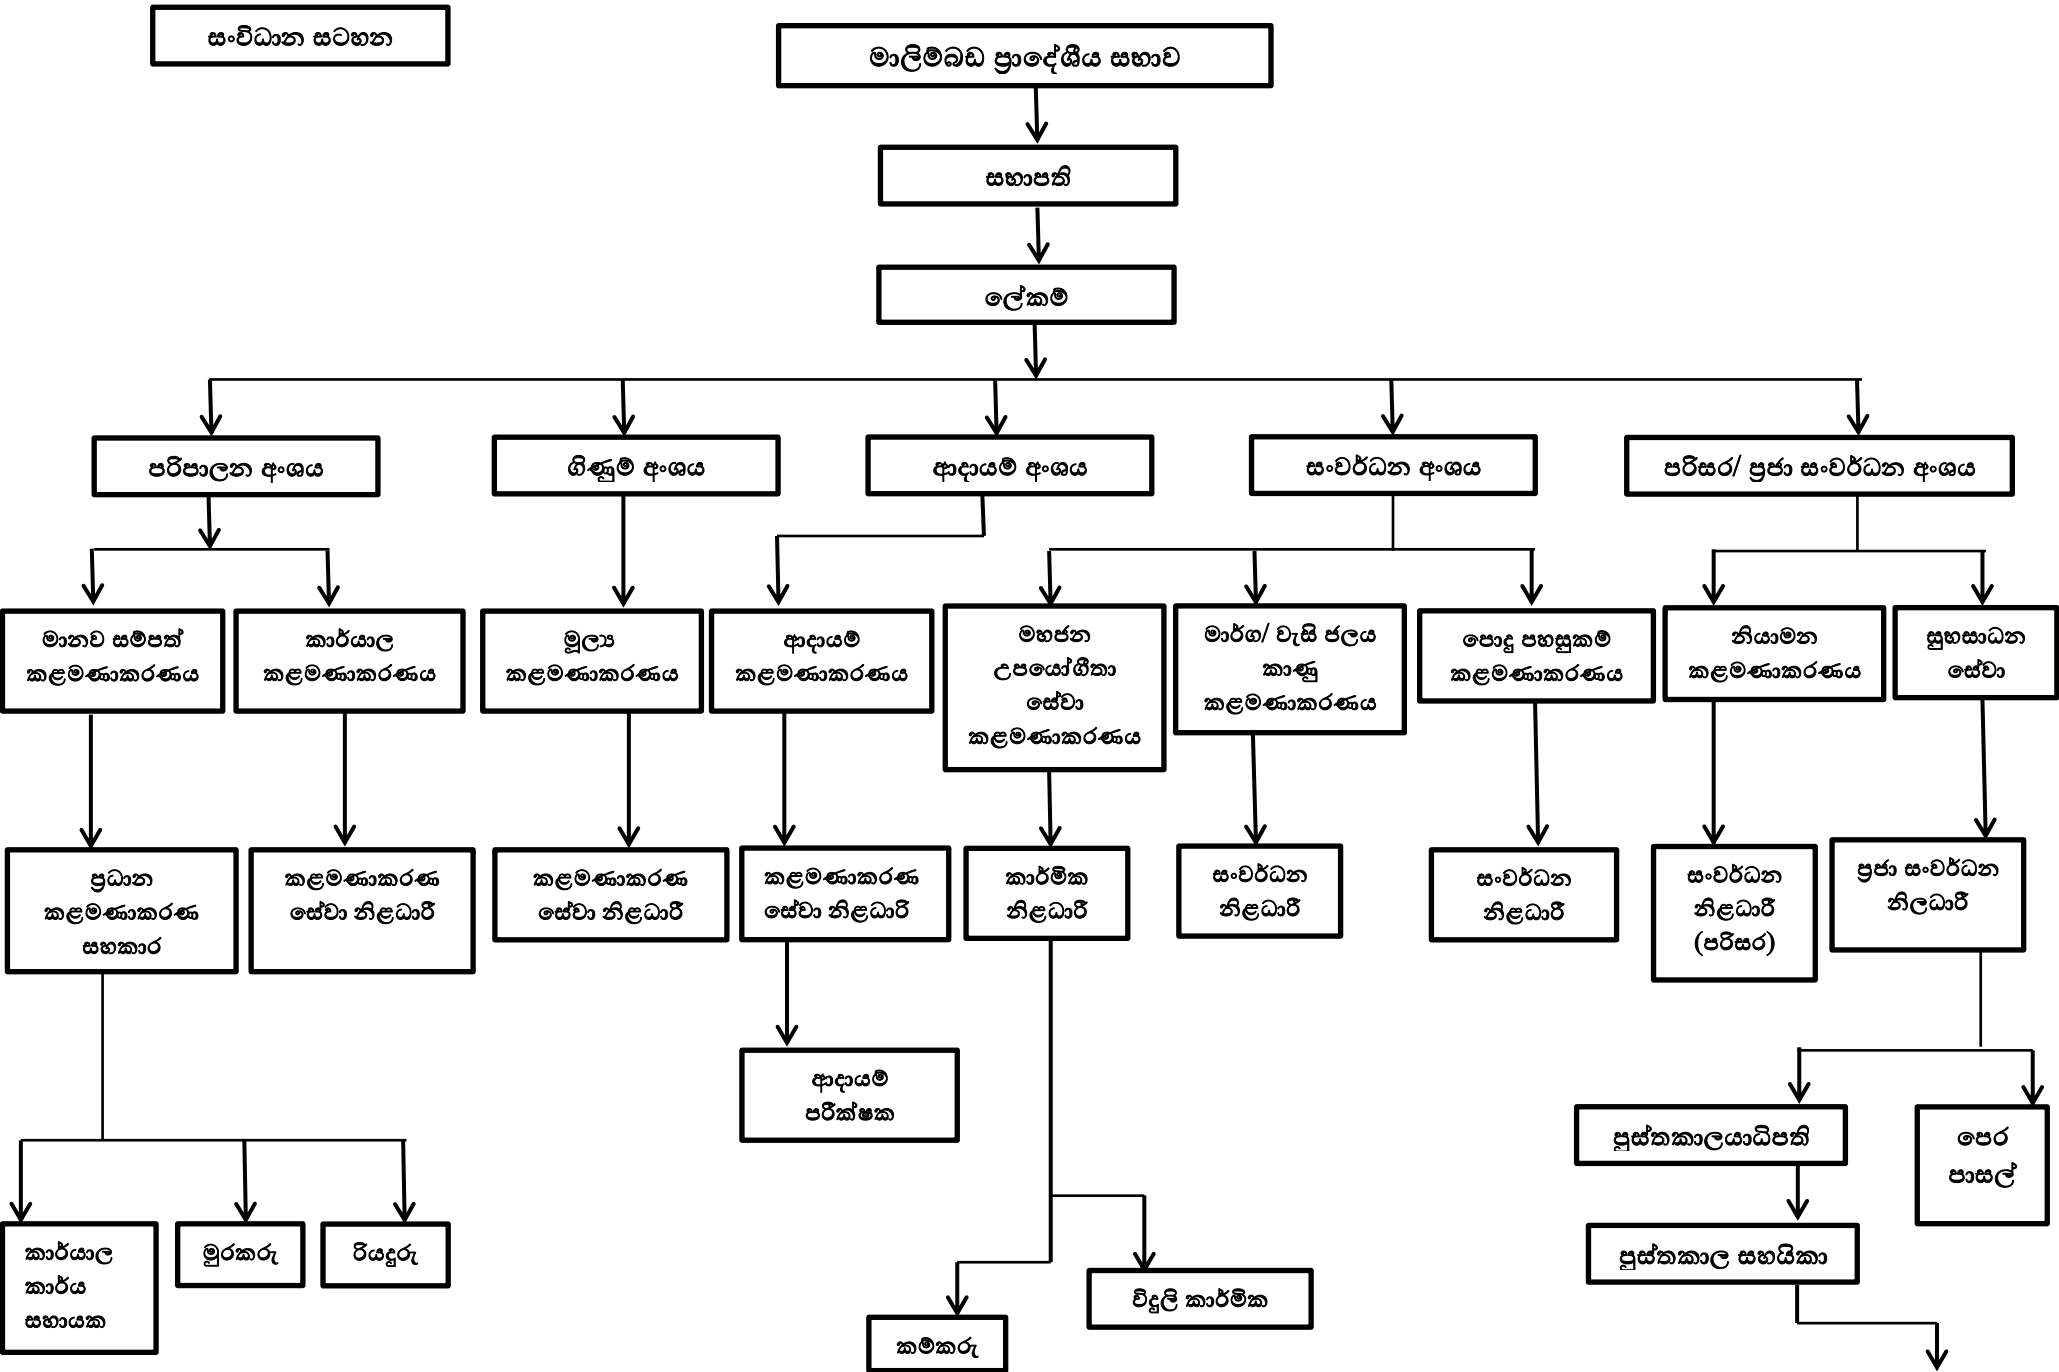 සංවිධාන සටහන
මාලිම්බඩ ප්‍රාදේශීය සභාව
සභාපති
ලේකම්
පරිපාලන අංශය
ගිණුම් අංශය
ආදායම් අංශය
සංවර්ධන අංශය
පරිසර/ ප්‍රජා සංවර්ධන අංශය
මානව සම්පත්
කළමණාකරණය
කාර්යාල
කළමණාකරණය
මූල්‍ය
කළමණාකරණය
ආදායම්
කළමණාකරණය
මහජන
උපයෝගීතා
සේවා
කළමණාකරණය
මාර්ග/ වැසි ජලය
කාණු
කළමණාකරණය
පොදු පහසුකම්
කළමණාකරණය
නියාමන
කළමණාකරණය
සුභසාධන
සේවා
ප්‍රධාන
කළමණාකරණ
සහකාර
කළමණාකරණ
සේවා නිළධාරී
කළමණාකරණ
සේවා නිළධාරී
කළමණාකරණ
සේවා නිළධාරි
කාර්මික
නිළධාරී
සංවර්ධන
නිළධාරී
සංවර්ධන
නිළධාරී
සංවර්ධන
නිළධාරී
(පරිසර)
ප්‍රජා සංවර්ධන
නිලධාරී
ආදායම්
පරීක්ෂක
පුස්තකාලයාධිපති
පෙර
පාසල්
කාර්යාල
කාර්ය
සහායක
මුරකරු
රියදුරු
පුස්තකාල සහයිකා
විදුලි කාර්මික
කම්කරු